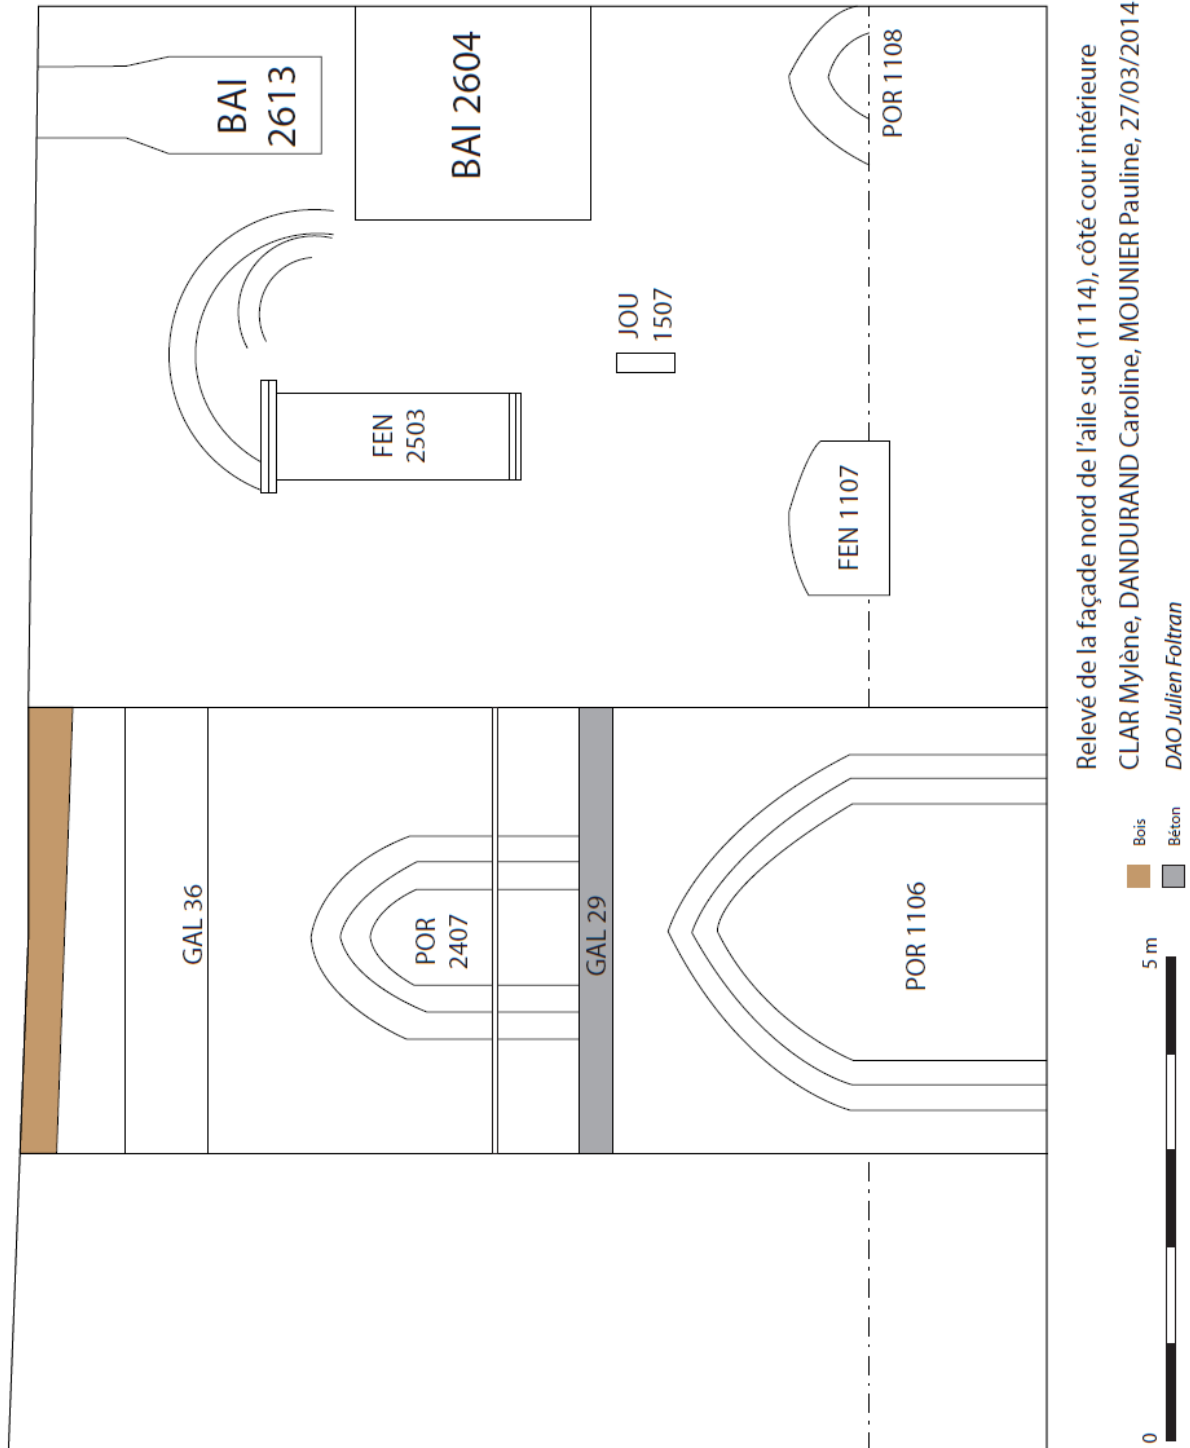 BAI
2613
BAI 2604
POR 1108
JOU
1507
FEN
2503
FEN 1107
GAL 36
POR
2407
GAL 29
POR 1106
Relevé de la façade nord de l'aile sud (1114), côté cour intérieure
CLAR Mylène, DANDURAND Caroline, MOUNIER Pauline, 27/03/2014
DAO Julien Foltran
Bois
Béton
0
5 m